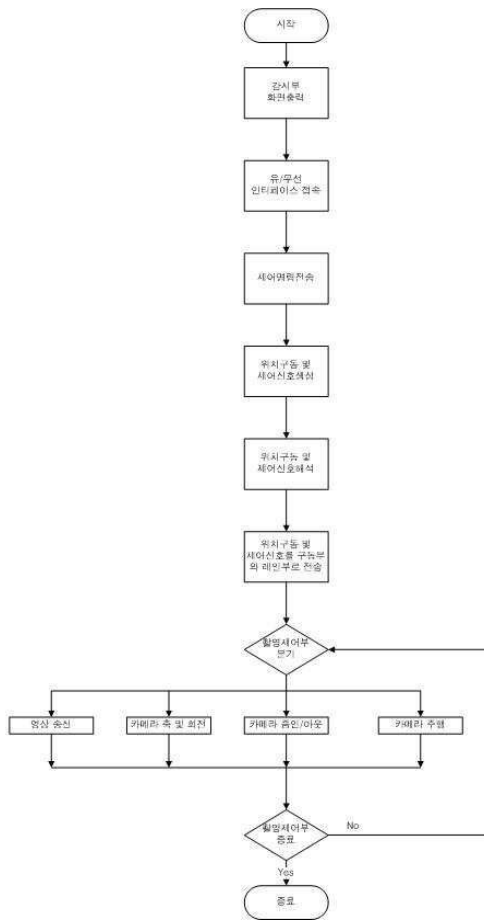 시작
감시부
화면출력
유/무선
인터페이스 접속
제어명령전송
위치구동 및
제어신호생성
위치구동 및
제어신호해석
위치구동 및
제어신호를 구동부
와 레인부로 전송
촬영제어부
분기
영상 송신
카메라 축 및 회전
카메라 줌인/아웃
카메라 주행
촬영제어부
종료
No
Yes
종료